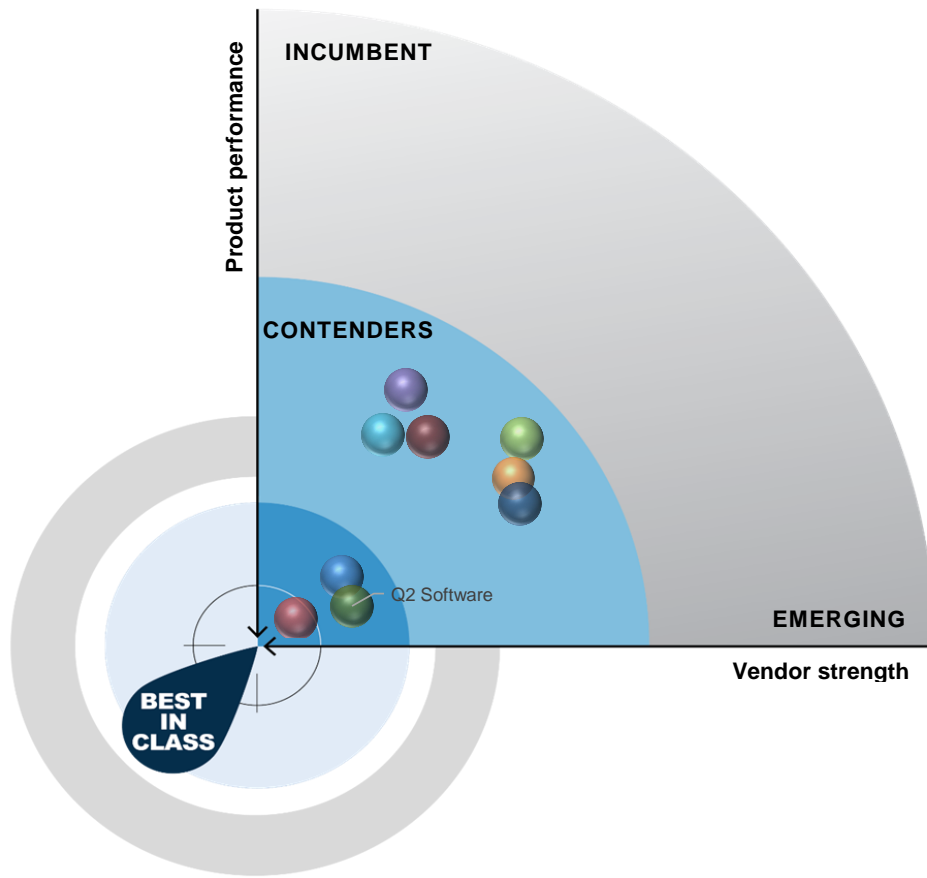 INCUMBENT
Product performance
CONTENDERS
Q2 Software
EMERGING
Vendor strength
BEST
IN
CLASS